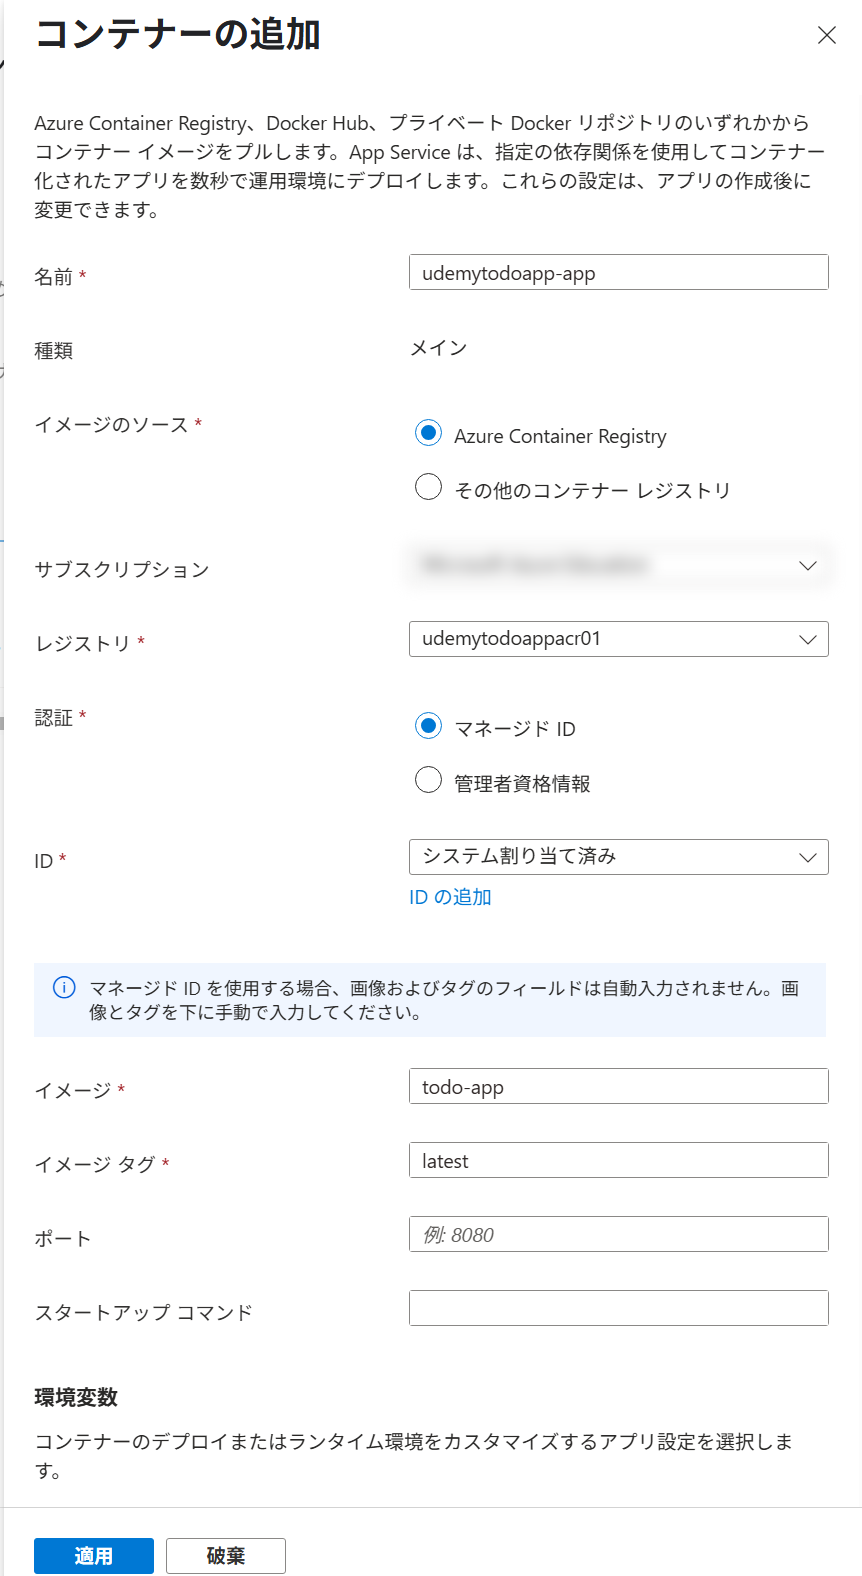 コンテナーの追加
Azure Container Registry、Docker Hub、プライベート Docker リポジトリのいずれかから
コンテナー イメージをプルします。App Service は、指定の依存関係を使用してコンテナー
化されたアプリを数秒で運用環境にデプロイします。これらの設定は、アプリの作成後に
変更できます。
名前 *
udemytodoapp-app
種類
メイン
イメージのソース *
Azure Container Registry
その他のコンテナー レジストリ
サブスクリプション
レジストリ *
udemytodoappacr01
認証 *
マネージド ID
管理者資格情報
ID *
システム割り当て済み
ID の追加
マネージド ID を使用する場合、画像およびタグのフィールドは自動入力されません。画
像とタグを下に手動で入力してください。
イメージ *
todo-app
イメージ タグ *
latest
ポート
例: 8080
スタートアップ コマンド
環境変数
コンテナーのデプロイまたはランタイム環境をカスタマイズするアプリ設定を選択しま
す。
適用
破棄